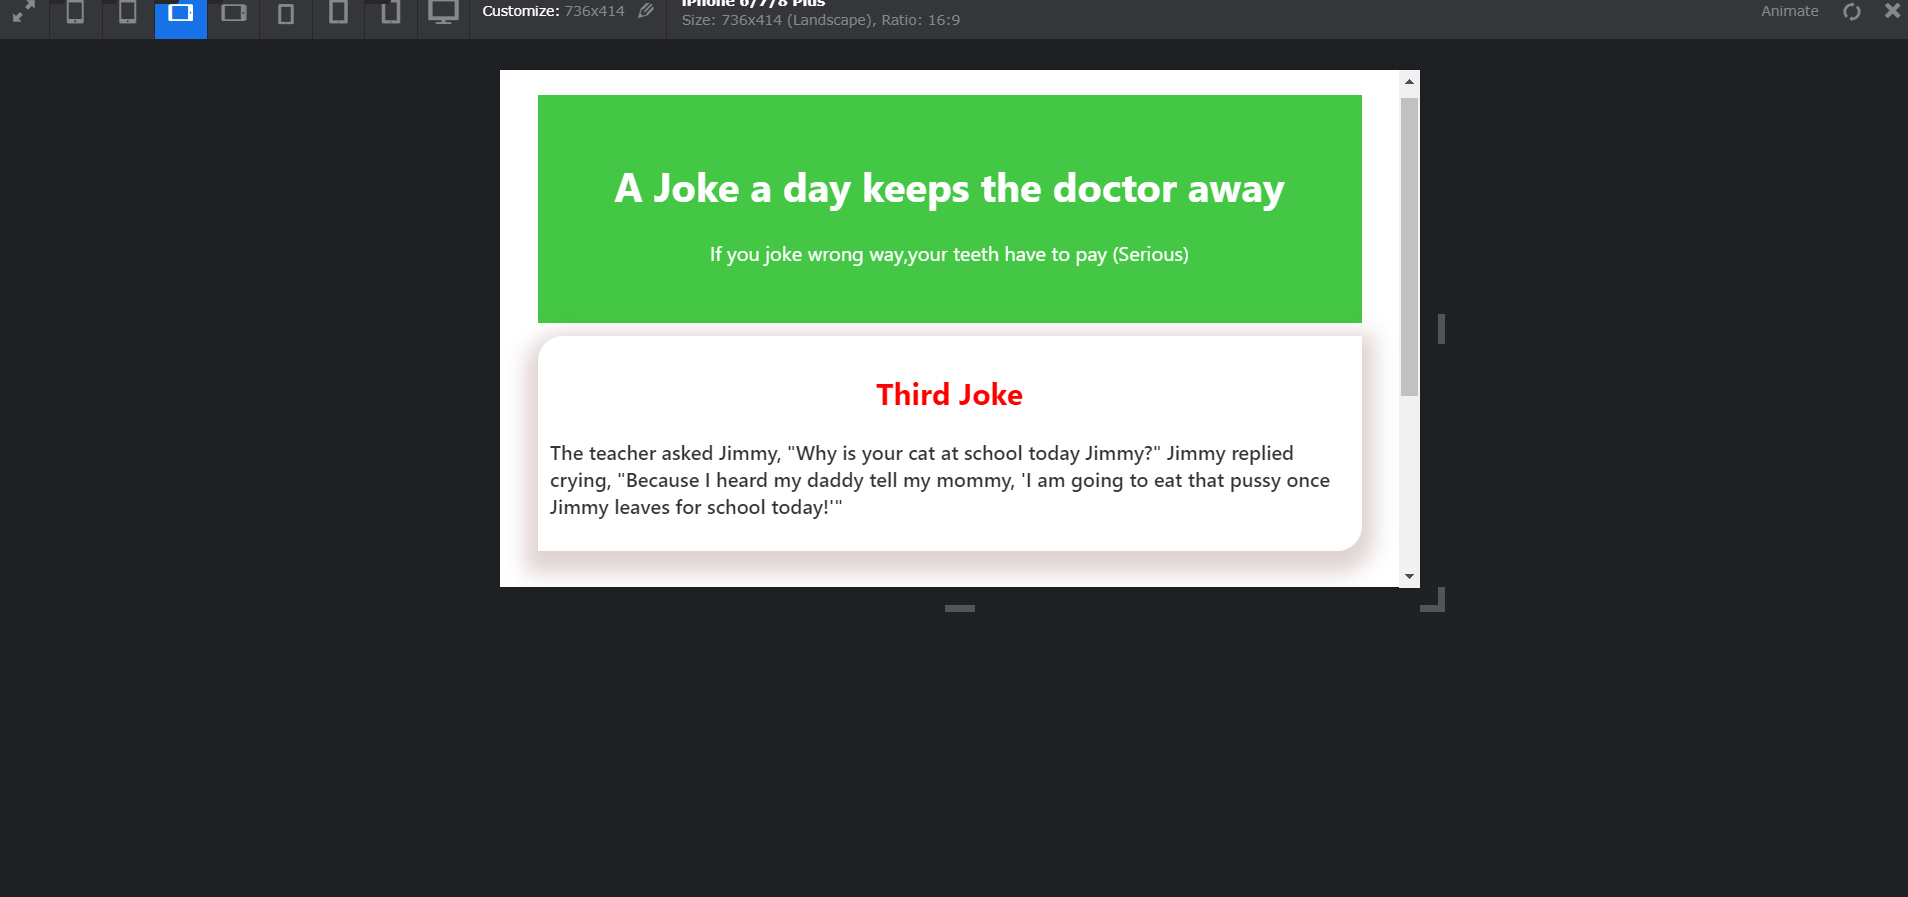 iPhone 6/7/8 Plus
Customize: 736x414
Size: 736x414 (Landscape), Ratio: 16:9
Animate
A Joke a day keeps the doctor away
If you joke wrong way,your teeth have to pay (Serious)
Third Joke
The teacher asked Jimmy, "Why is your cat at school today Jimmy?" Jimmy replied
crying, "Because I heard my daddy tell my mommy, 'I am going to eat that pussy once
Jimmy leaves for school today!'"